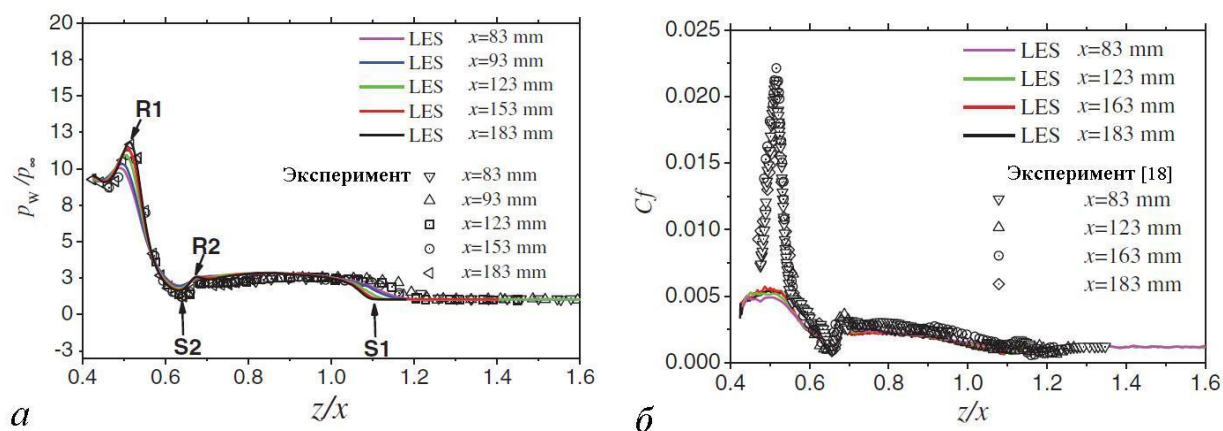 20
18
15
13
10
8
5
3
0
-3
0.4
0.6
0.8
1.0
1.2
1.4
1.6
p_w/p_∞
z/x
LES x=83 mm
LES x=93 mm
LES x=123 mm
LES x=153 mm
LES x=183 mm
Эксперимент
x=83 mm
x=93 mm
x=123 mm
x=153 mm
x=183 mm
R1
R2
S2
S1
а
0.025
0.020
0.015
0.010
0.005
0.000
0.4
0.6
0.8
1.0
1.2
1.4
1.6
Cf
z/x
LES x=83 mm
LES x=123 mm
LES x=163 mm
LES x=183 mm
Эксперимент [18]
x=83 mm
x=123 mm
x=163 mm
x=183 mm
б